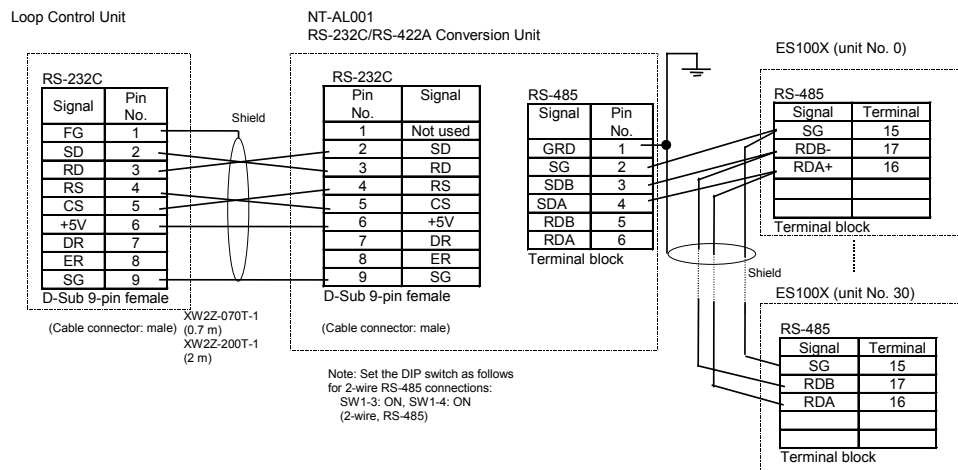 Loop Control Unit
NT-AL001
RS-232C/RS-422A Conversion Unit
ES100X (unit No. 0)
RS-232C
Signal Pin No.
FG 1
SD 2
RD 3
RS 4
CS 5
+5V 6
DR 7
ER 8
SG 9
D-Sub 9-pin female
(Cable connector: male)
Shield
XW2Z-070T-1
(0.7 m)
XW2Z-200T-1
(2 m)
RS-232C
Pin No. Signal
1 Not used
2 SD
3 RD
4 RS
5 CS
6 +5V
7 DR
8 ER
9 SG
D-Sub 9-pin female
(Cable connector: male)
RS-485
Signal Pin No.
GRD 1
SG 2
SDB 3
SDA 4
RDB 5
RDA 6
Terminal block
Note: Set the DIP switch as follows
for 2-wire RS-485 connections:
SW1-3: ON, SW1-4: ON
(2-wire, RS-485)
RS-485
Signal Terminal
SG 15
RDB- 17
RDA+ 16
Terminal block
Shield
ES100X (unit No. 30)
RS-485
Signal Terminal
SG 15
RDB 17
RDA 16
Terminal block